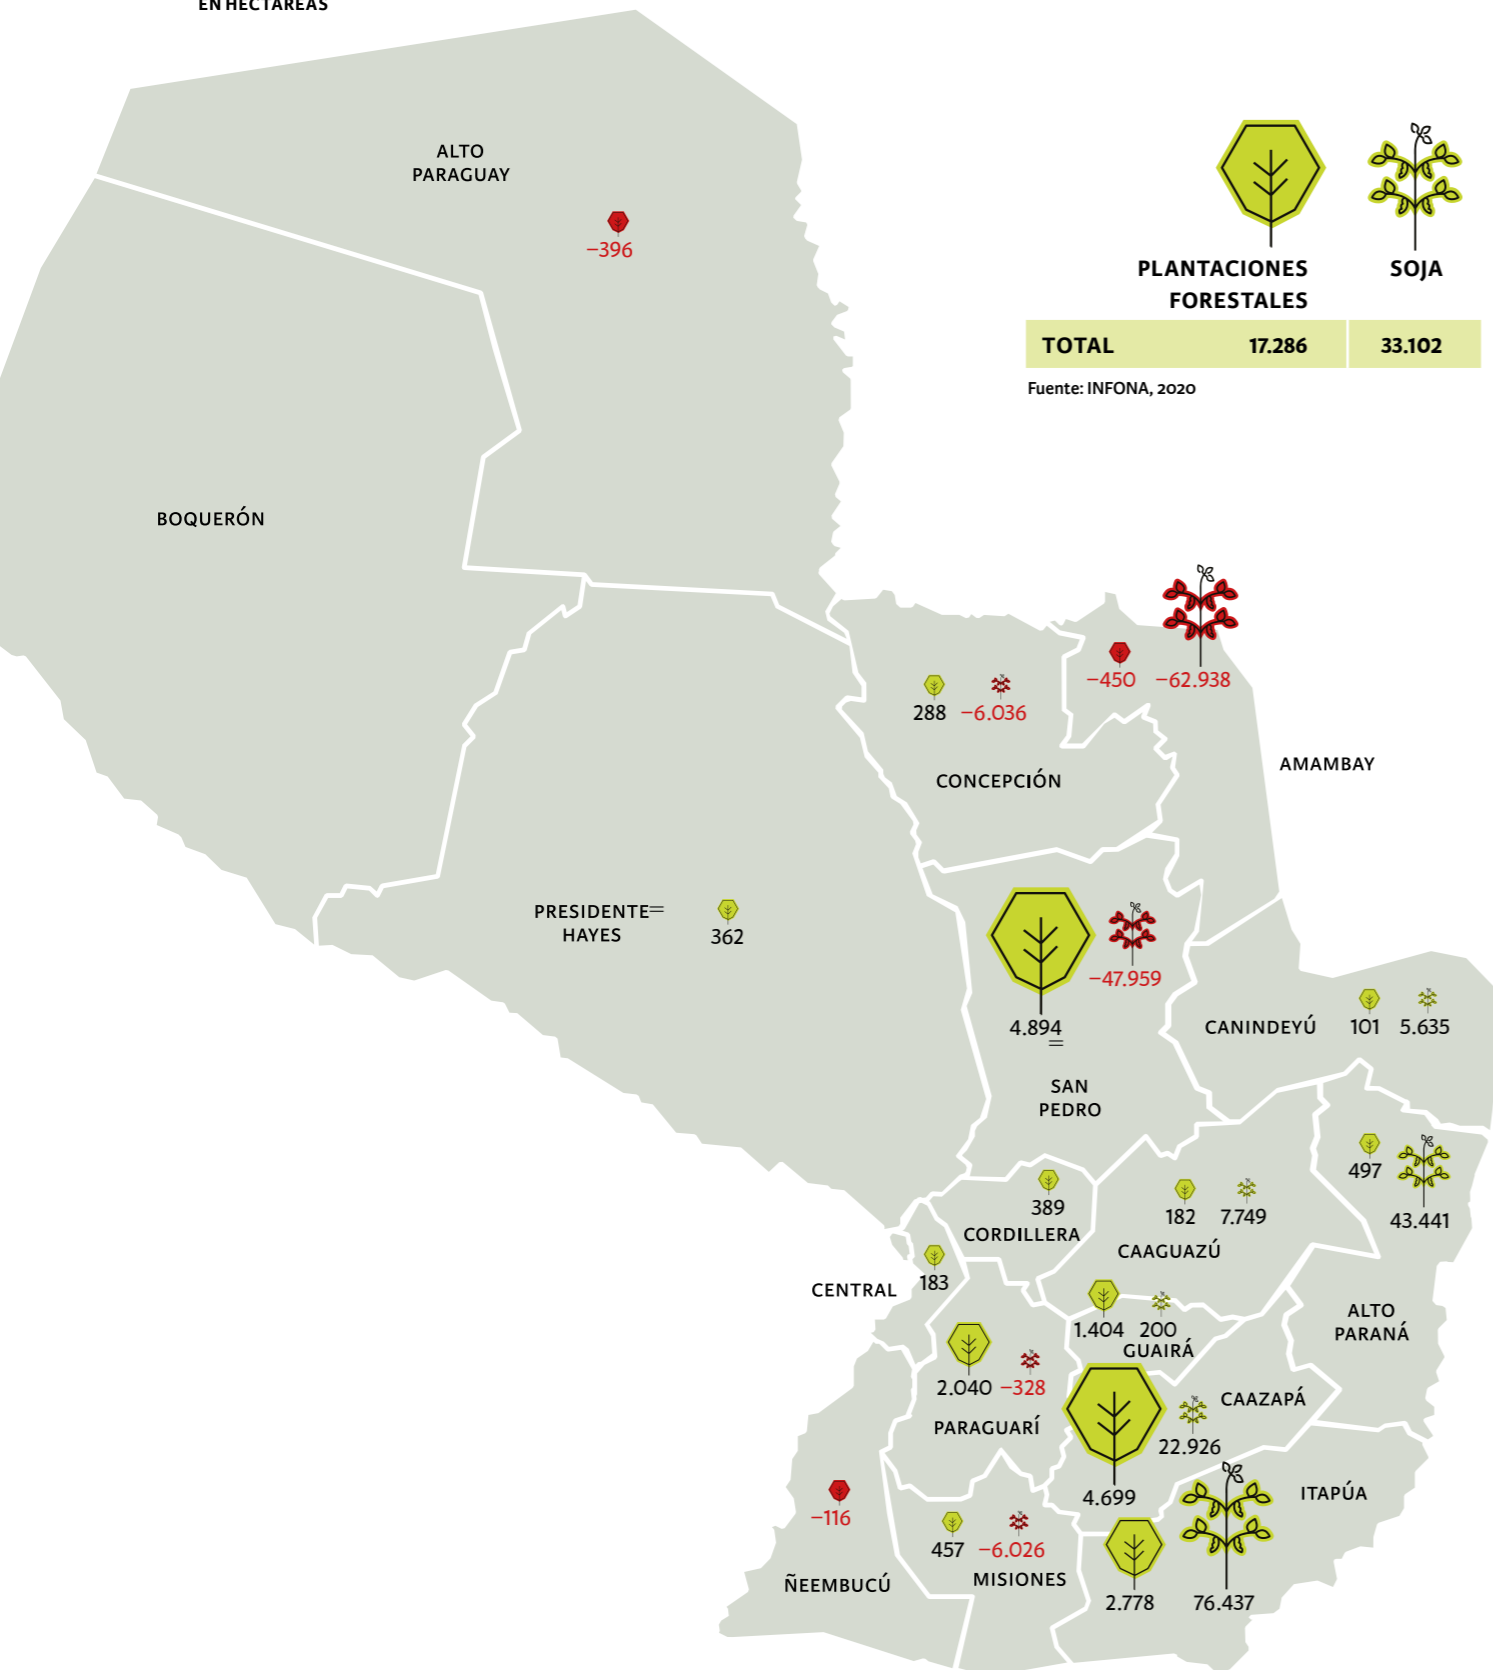 EN HECTÁREAS
ALTO
PARAGUAY
−396
PLANTACIONES
FORESTALES
SOJA
TOTAL 17.286 33.102
Fuente: INFONA, 2020
BOQUERÓN
−450 −62.938
288 −6.036
CONCEPCIÓN
AMAMBAY
PRESIDENTE=
HAYES
362
−47.959
4.894
=
SAN
PEDRO
CANINDEYÚ 101 5.635
497
43.441
389
CORDILLERA
182 7.749
CAAGUAZÚ
CENTRAL 183
1.404 200
GUAIRÁ
ALTO
PARANÁ
2.040 −328
PARAGUARÍ
CAAZAPÁ
22.926
4.699
ITAPÚA
−116
ÑEEMBUCÚ
457 −6.026
MISIONES
2.778 76.437